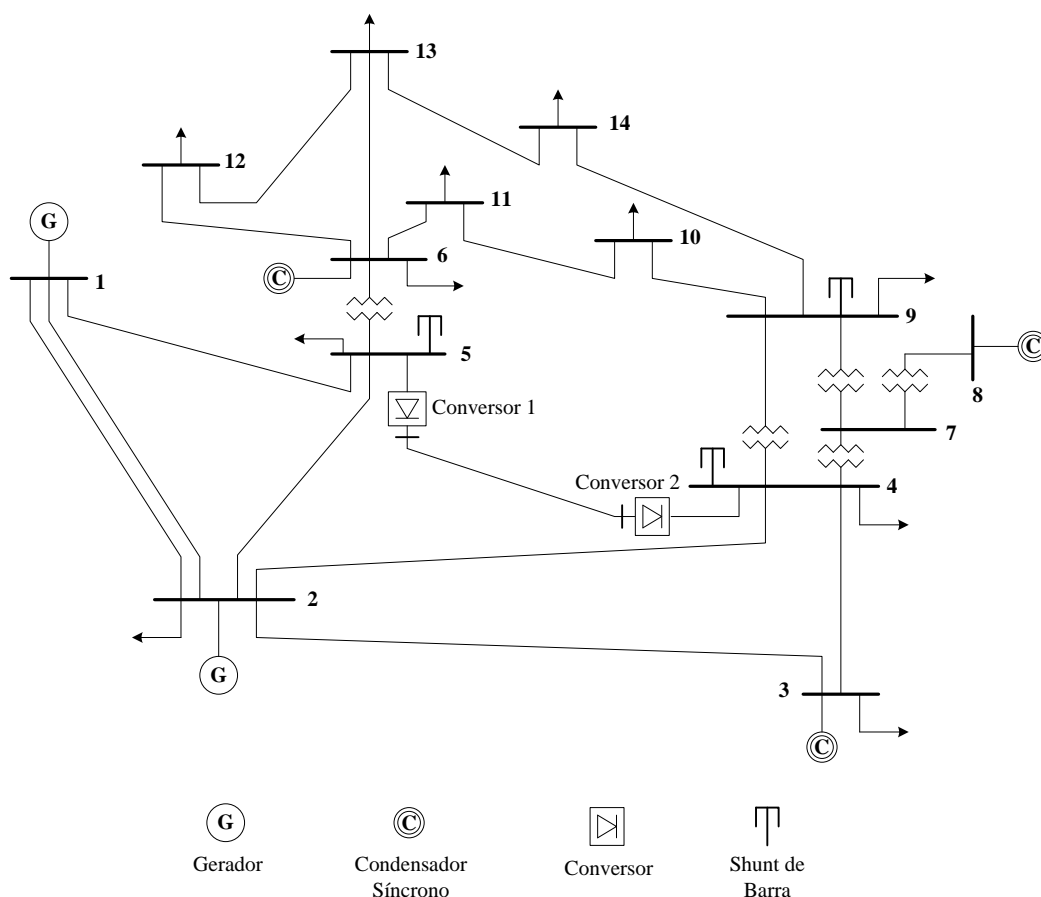 13
14
12
11
10
G
C
6
1
9
5
8
C
Conversor 1
7
Conversor 2
4
2
G
3
C
G
C
Gerador
Condensador
Síncrono
Conversor
Shunt de
Barra